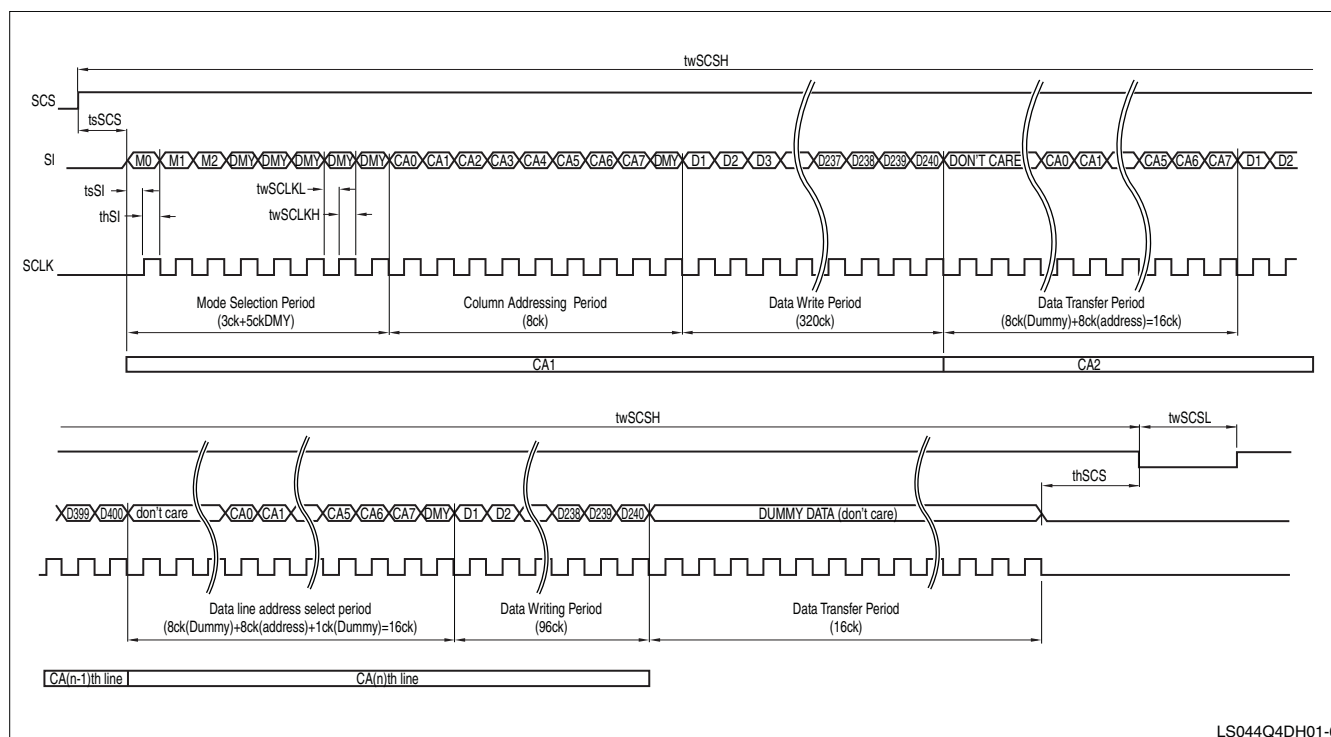 twSCSH
SCS
tsSCS
SI M0 M1 M2 DMY DMY DMY DMY DMY CA0 CA1 CA2 CA3 CA4 CA5 CA6 CA7 DMY D1 D2 D3 D237 D238 D239 D240 DON'T CARE CA0 CA1 CA5 CA6 CA7 D1 D2
tsSI twSCLKL
thSI twSCLKH
SCLK
Mode Selection Period Column Addressing Period Data Write Period Data Transfer Period
(3ck+5ckDMY) (8ck) (320ck) (8ck(Dummy)+8ck(address)=16ck)
CA1 CA2
twSCSH twSCSL
thSCS
D399 D400 don't care CA0 CA1 CA5 CA6 CA7 DMY D1 D2 D238 D239 D240 DUMMY DATA (don't care)
Data line address select period Data Writing Period Data Transfer Period
(8ck(Dummy)+8ck(address)+1ck(Dummy)=16ck) (96ck) (16ck)
CA(n-1)th line CA(n)th line